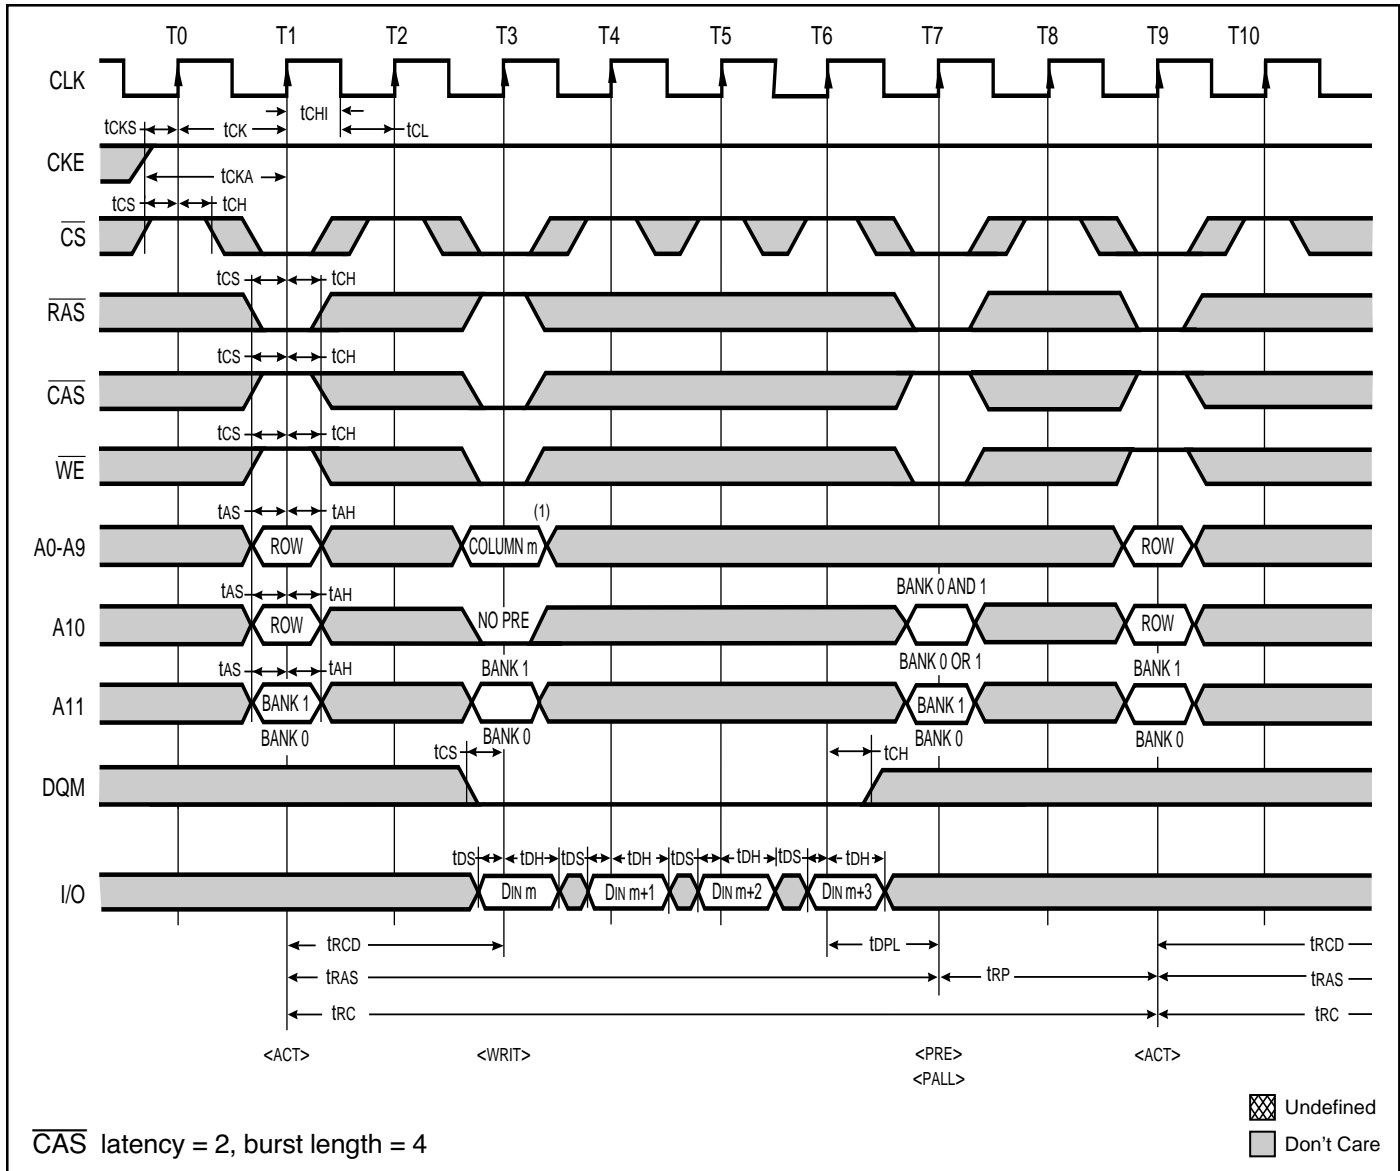 T0 T1 T2 T3 T4 T5 T6 T7 T8 T9 T10
CLK
tCHI
tCKS tCK tCL
CKE
tCKA
tCS tCH
CS
tCS tCH
RAS
tCS tCH
CAS
tCS tCH
WE
tAS tAH (1)
A0-A9 ROW COLUMN m ROW
tAS tAH BANK 0 AND 1
A10 ROW NO PRE ROW
tAS tAH BANK 1 BANK 0 OR 1 BANK 1
A11 BANK 1 BANK 1
BANK 0 BANK 0 BANK 0 BANK 0
tCS tCH
DQM
tDS tDH tDS tDH tDS tDH tDS tDH
I/O DIN m DIN m+1 DIN m+2 DIN m+3
tRCD tDPL tRCD
tRAS tRP tRAS
tRC tRC
<ACT> <WRIT> <PRE> <ACT>
<PALL>
Undefined
CAS latency = 2, burst length = 4
Don't Care